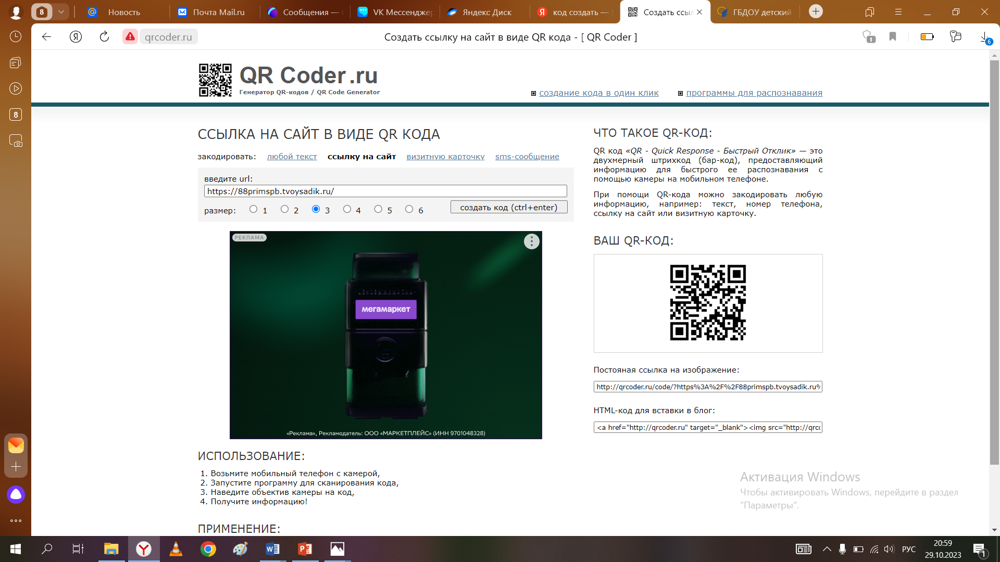 8
Новость
Почта Mail.ru
Сообщения —
VK Мессенджер
Яндекс Диск
код создать —
Создать ссыл
ГБДОУ детский
qrcoder.ru
Создать ссылку на сайт в виде QR кода - [ QR Coder ]
1
6
8
QR Coder.ru
Генератор QR-кодов / QR Code Generator
создание кода в один клик
программы для распознавания
ССЫЛКА НА САЙТ В ВИДЕ QR КОДА
закодировать: любой текст ссылку на сайт визитную карточку sms-сообщение
введите url:
https://88primspb.tvoysadik.ru/
размер: 1 2 3 4 5 6
создать код (ctrl+enter)
РЕКЛАМА
мегамаркет
«Реклама», Рекламодатель: ООО «МАРКЕТПЛЕЙС» (ИНН 9701048328)
ИСПОЛЬЗОВАНИЕ:
1. Возьмите мобильный телефон с камерой,
2. Запустите программу для сканирования кода,
3. Наведите объектив камеры на код,
4. Получите информацию!
ПРИМЕНЕНИЕ:
ЧТО ТАКОЕ QR-КОД:
QR код «QR - Quick Response - Быстрый Отклик» — это
двухмерный штрихкод (бар-код), предоставляющий
информацию для быстрого ее распознавания с
помощью камеры на мобильном телефоне.
При помощи QR-кода можно закодировать любую
информацию, например: текст, номер телефона,
ссылку на сайт или визитную карточку.
ВАШ QR-КОД:
Постояная ссылка на изображение:
http://qrcoder.ru/code/?https%3A%2F%2F88primspb.tvoysadik.ru%
HTML-код для вставки в блог:
<a href="http://qrcoder.ru" target="_blank"><img src="http://qrco
Активация Windows
Чтобы активировать Windows, перейдите в раздел
"Параметры".
РУС
20:59
29.10.2023
1